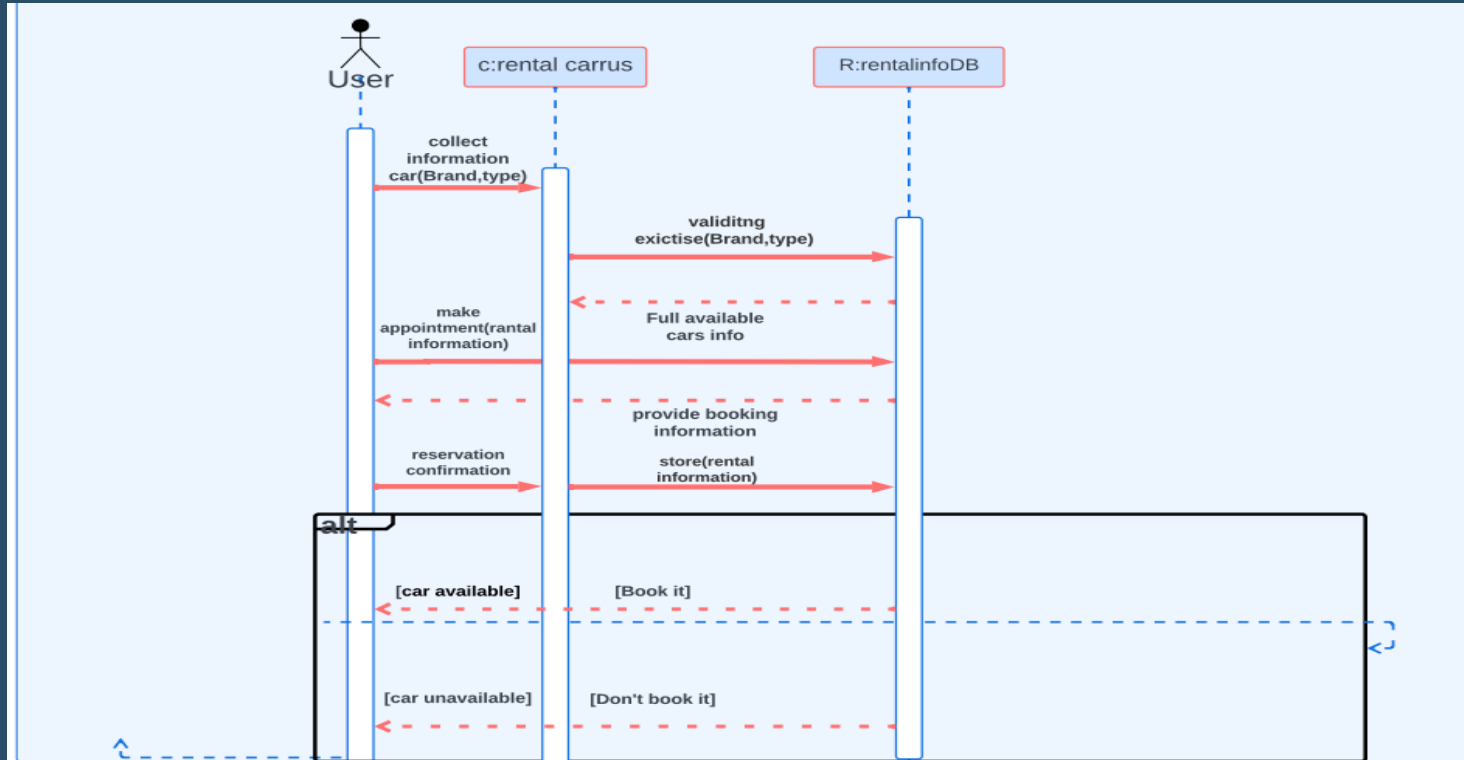 User
c:rental carrus
R:rentalinfoDB
collect
information
car(Brand,type)
validitng
exictise(Brand,type)
make
appointment(rantal
information)
Full available
cars info
provide booking
information
reservation
confirmation
store(rental
information)
alt
[car available]
[Book it]
[car unavailable]
[Don't book it]